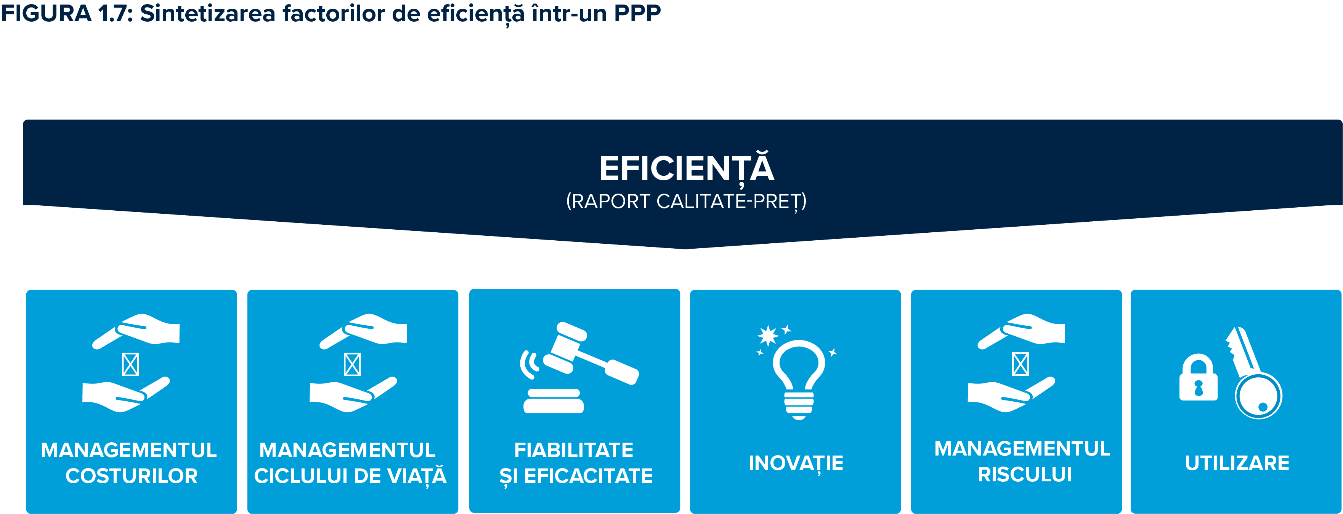 FIGURA 1.7: Sintetizarea factorilor de eficiență într-un PPP
EFICIENȚĂ
(RAPORT CALITATE-PREȚ)
MANAGEMENTUL
COSTURILOR
MANAGEMENTUL
CICLULUI DE VIAȚĂ
FIABILITATE
ȘI EFICACITATE
INOVAȚIE
MANAGEMENTUL
RISCULUI
UTILIZARE